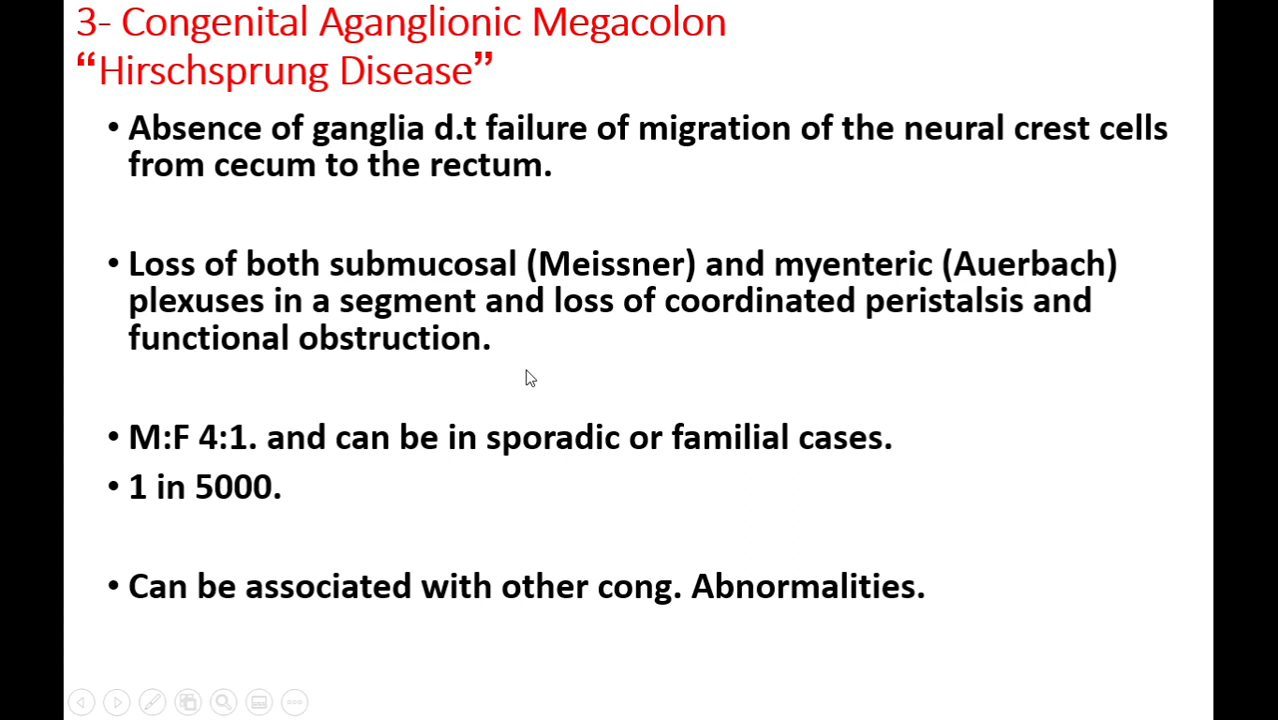 3- Congenital Aganglionic Megacolon
“Hirschsprung Disease”
• Absence of ganglia d.t failure of migration of the neural crest cells
from cecum to the rectum.
• Loss of both submucosal (Meissner) and myenteric (Auerbach)
plexuses in a segment and loss of coordinated peristalsis and
functional obstruction.
• M:F 4:1. and can be in sporadic or familial cases.
• 1 in 5000.
• Can be associated with other cong. Abnormalities.